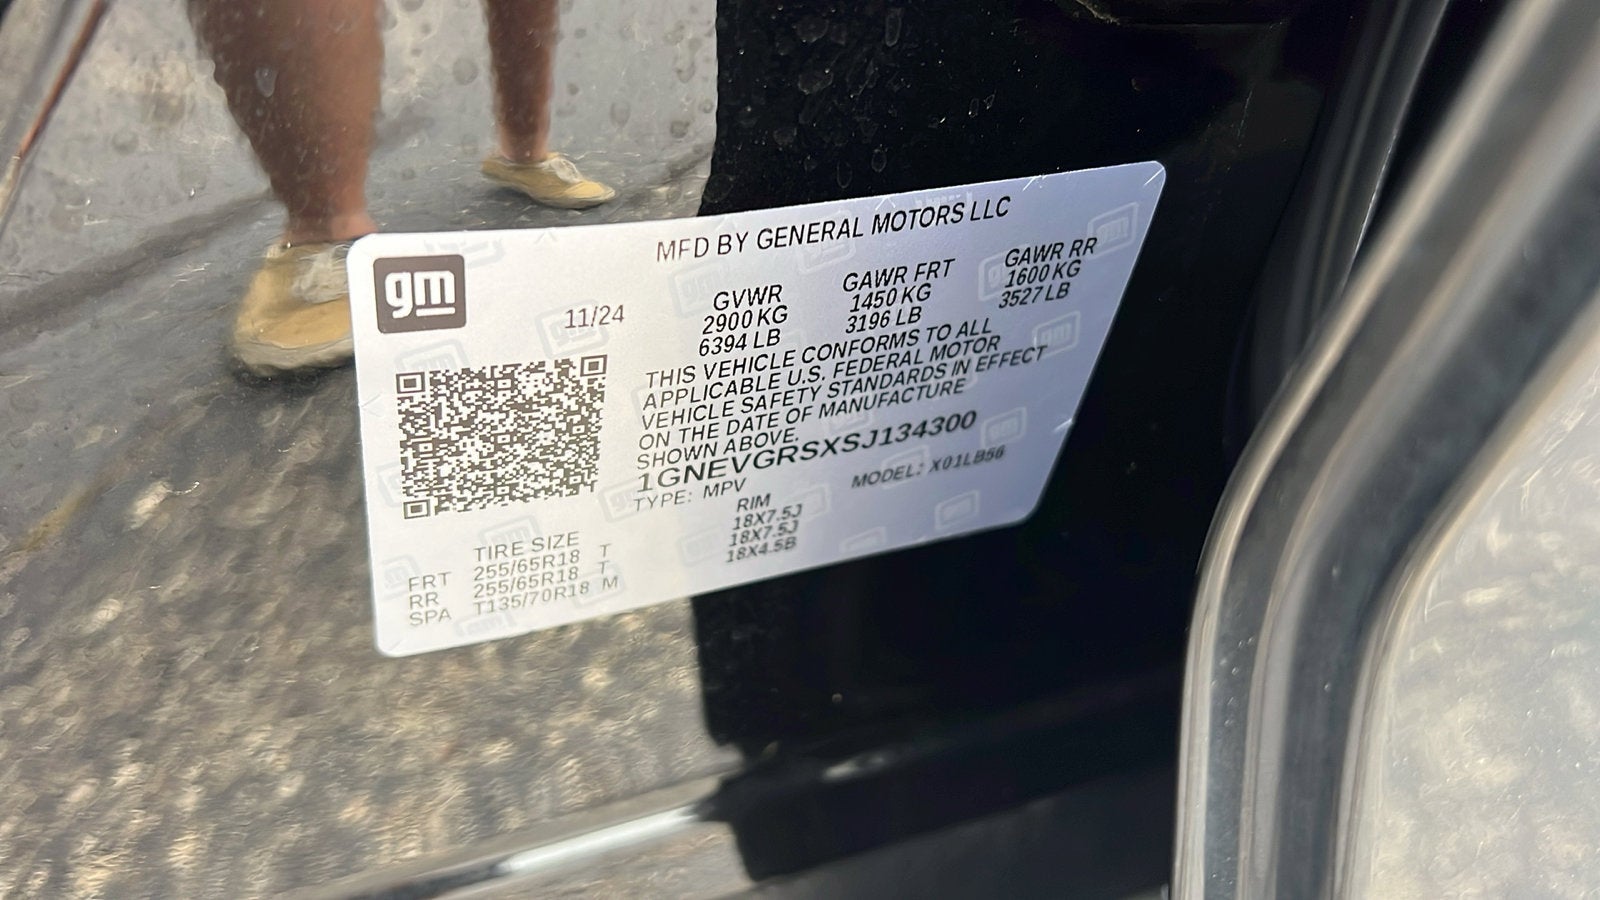 MFD BY GENERAL MOTORS LLC
gm
11/24
GVWR GAWR FRT GAWR RR
2900 KG 1450 KG 1600 KG
6394 LB 3196 LB 3527 LB
THIS VEHICLE CONFORMS TO ALL
APPLICABLE U.S. FEDERAL MOTOR
VEHICLE SAFETY STANDARDS IN EFFECT
ON THE DATE OF MANUFACTURE
SHOWN ABOVE.
1GNEVGRSXSJ134300
TYPE: MPV MODEL: X01LB56
TIRE SIZE RIM
FRT 255/65R18 T 18X7.5J
RR 255/65R18 T 18X7.5J
SPA T135/70R18 M 18X4.5B